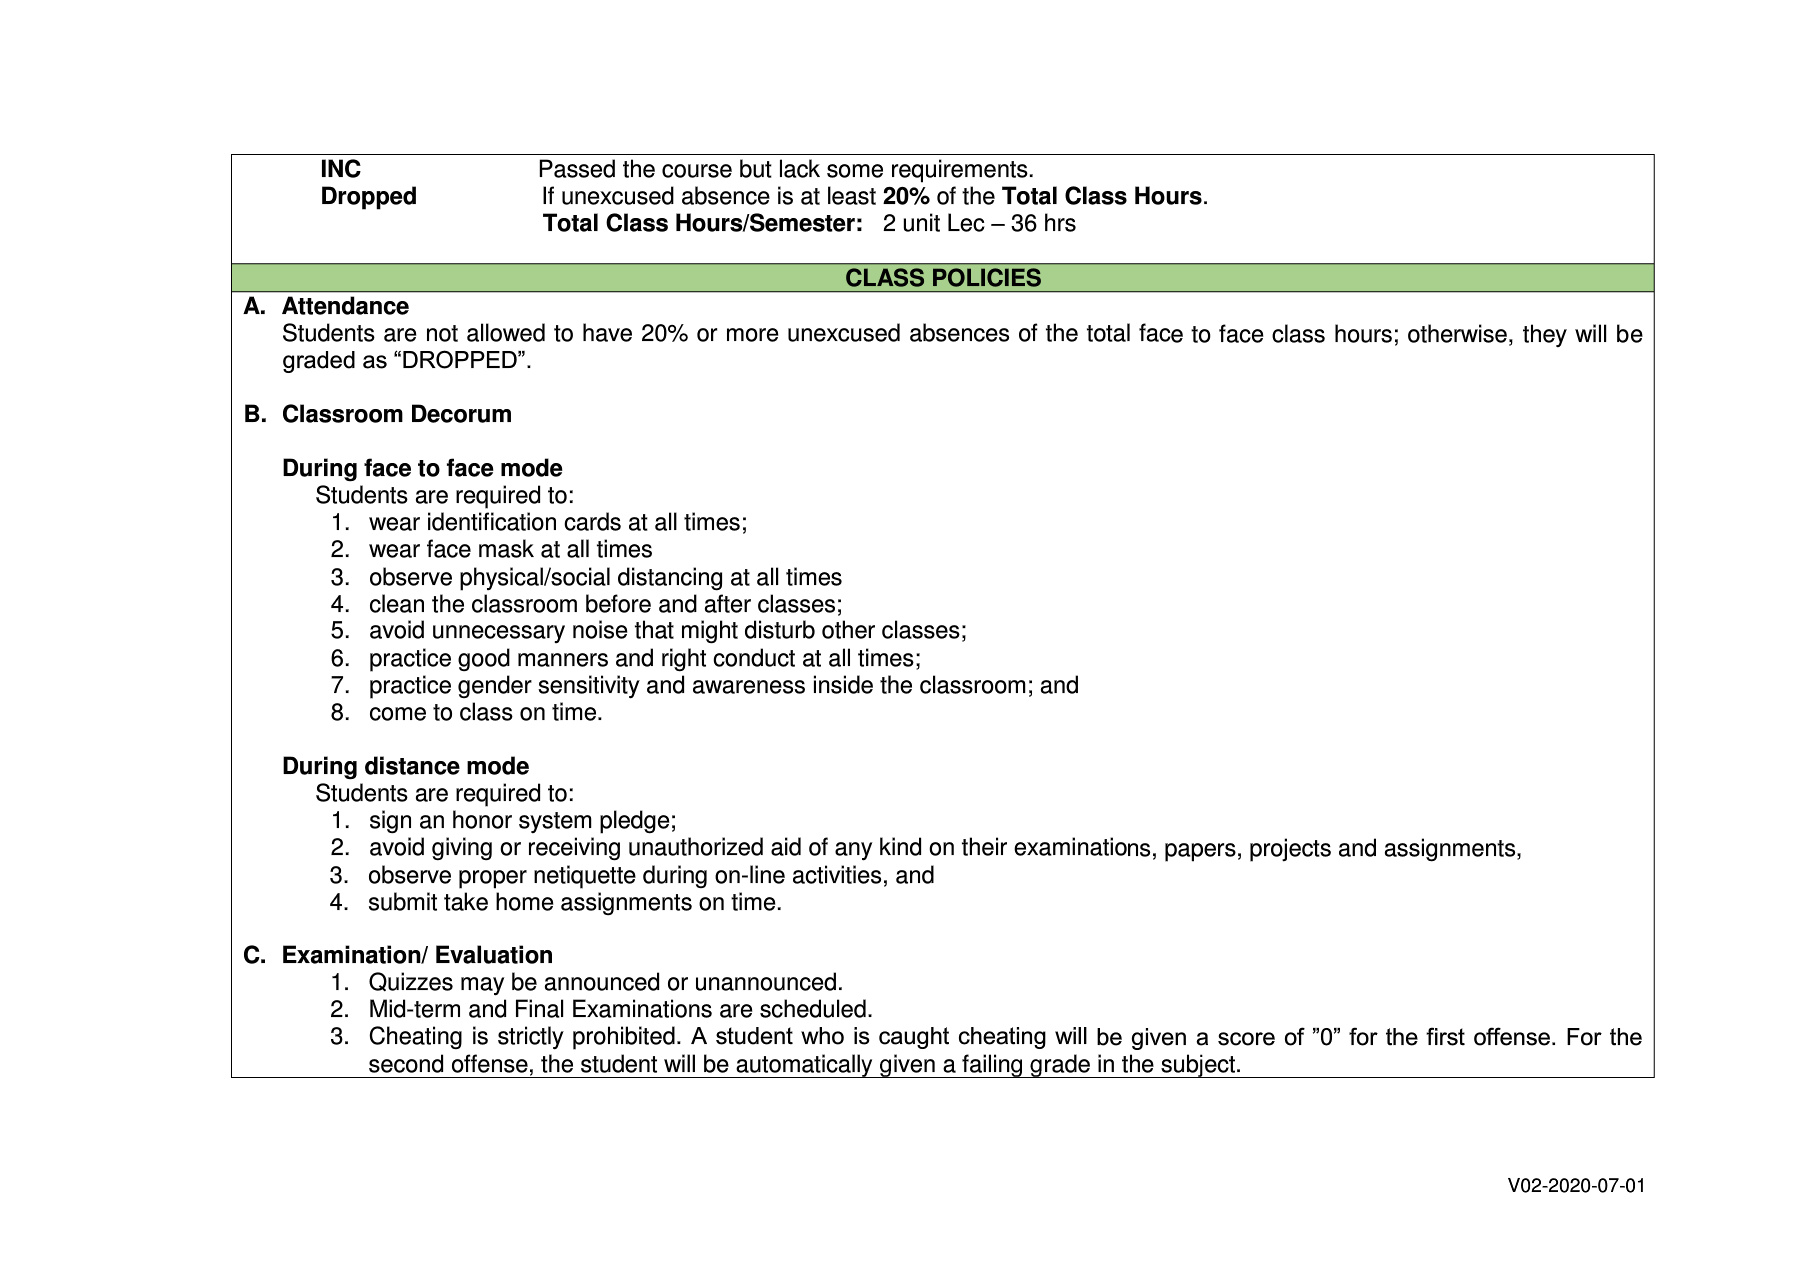 INC Passed the course but lack some requirements.
Dropped If unexcused absence is at least 20% of the Total Class Hours.
Total Class Hours/Semester: 2 unit Lec – 36 hrs
CLASS POLICIES
A. Attendance
Students are not allowed to have 20% or more unexcused absences of the total face to face class hours; otherwise, they will be
graded as “DROPPED”.
B. Classroom Decorum
During face to face mode
Students are required to:
1. wear identification cards at all times;
2. wear face mask at all times
3. observe physical/social distancing at all times
4. clean the classroom before and after classes;
5. avoid unnecessary noise that might disturb other classes;
6. practice good manners and right conduct at all times;
7. practice gender sensitivity and awareness inside the classroom; and
8. come to class on time.
During distance mode
Students are required to:
1. sign an honor system pledge;
2. avoid giving or receiving unauthorized aid of any kind on their examinations, papers, projects and assignments,
3. observe proper netiquette during on-line activities, and
4. submit take home assignments on time.
C. Examination/ Evaluation
1. Quizzes may be announced or unannounced.
2. Mid-term and Final Examinations are scheduled.
3. Cheating is strictly prohibited. A student who is caught cheating will be given a score of ”0” for the first offense. For the
second offense, the student will be automatically given a failing grade in the subject.
V02-2020-07-01